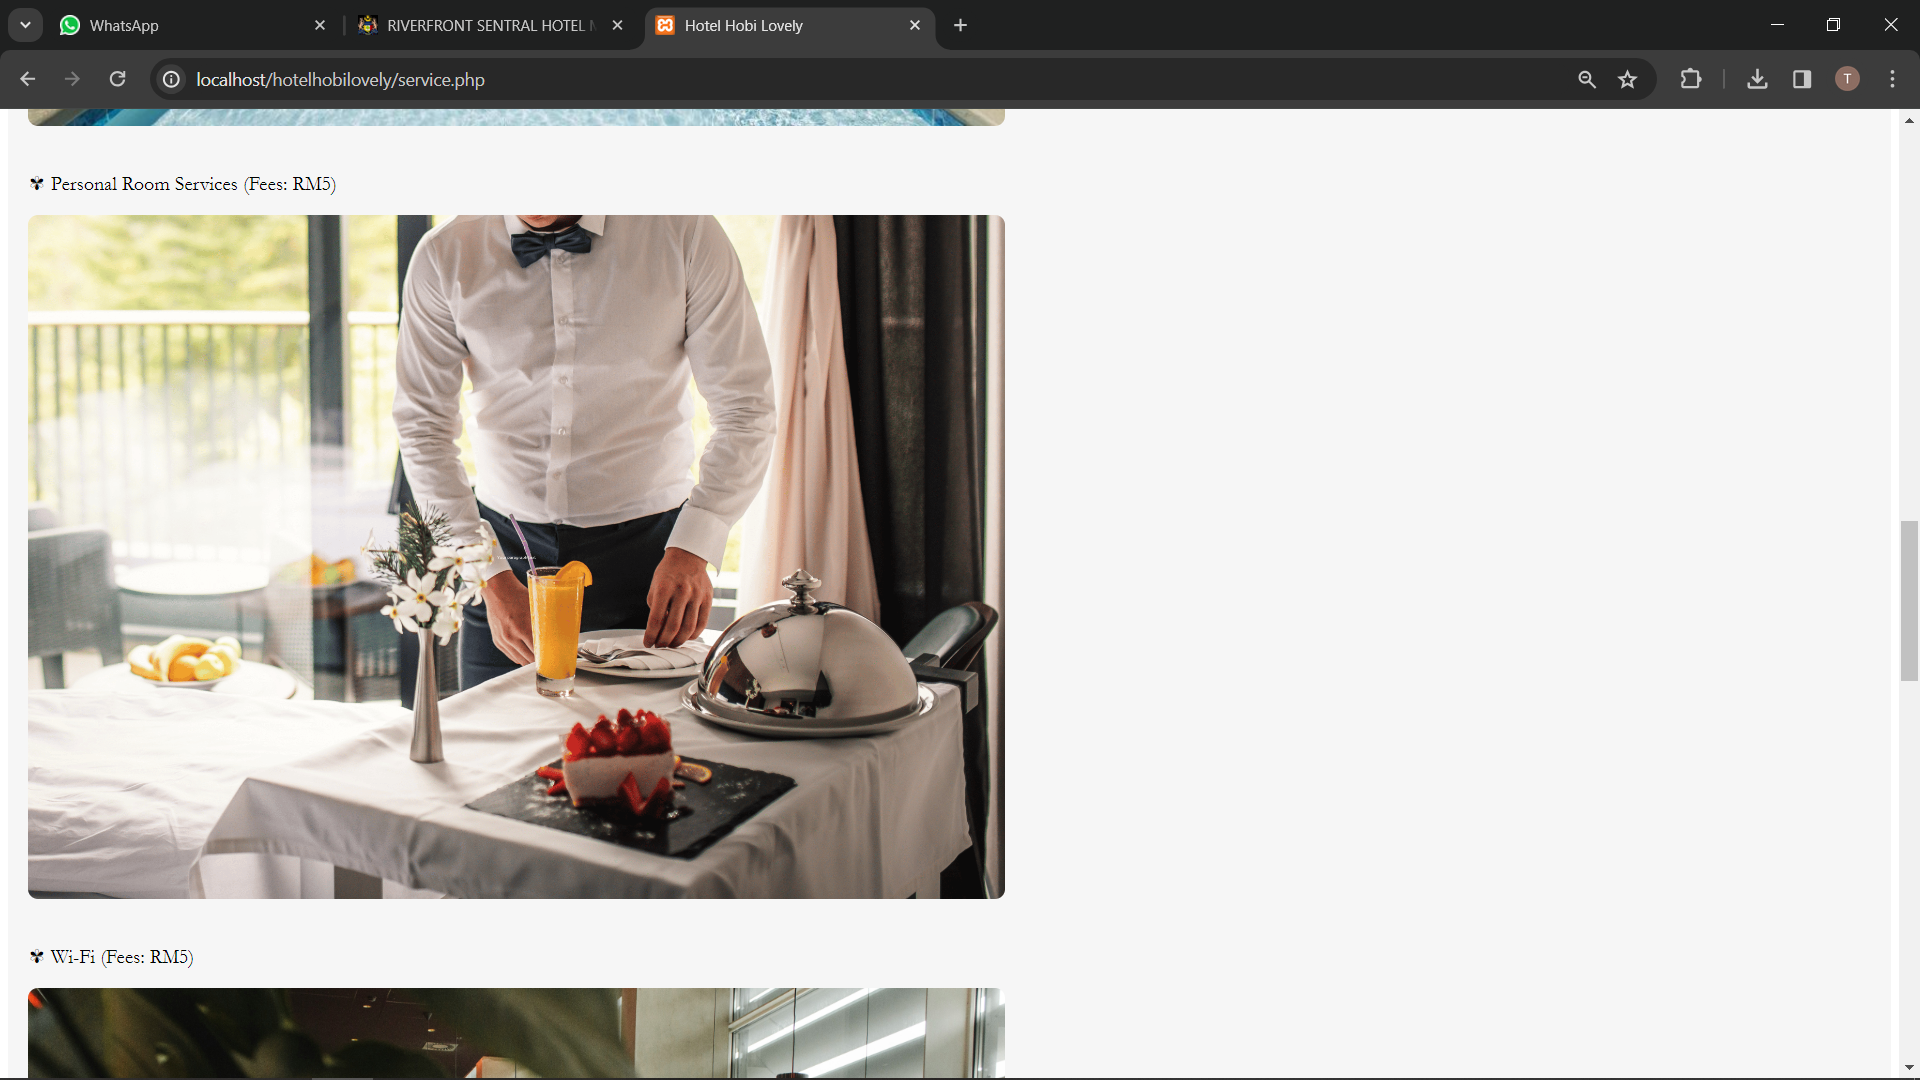 WhatsApp
RIVERFRONT SENTRAL HOTEL
Hotel Hobi Lovely
localhost/hotelhobilovely/service.php
T
Personal Room Services (Fees: RM5)
Wi-Fi (Fees: RM5)